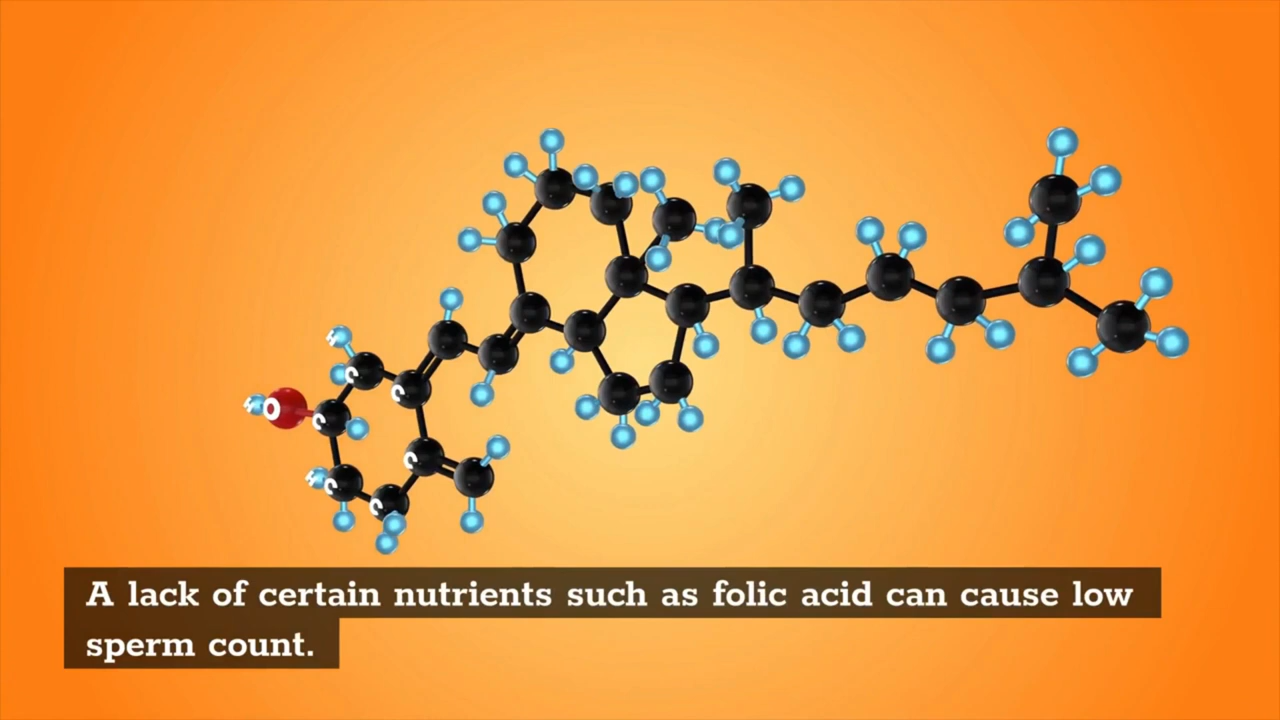 H
C
H
O
C
C
C
H
C
C
A lack of certain nutrients such as folic acid can cause low
sperm count.